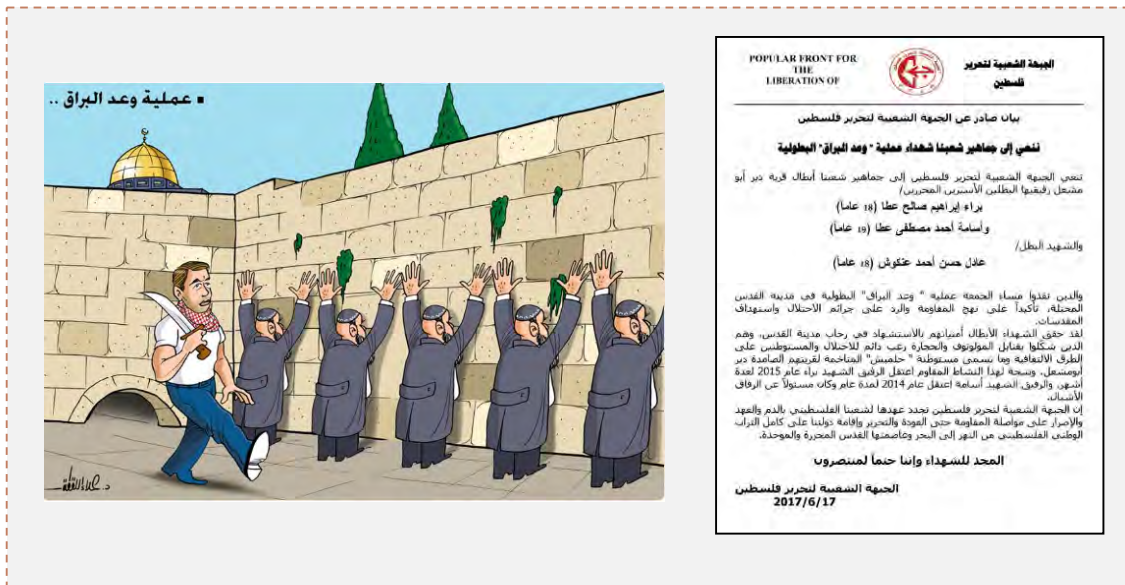 ■ عملية وعد البراق ..
POPULAR FRONT FOR
THE
LIBERATION OF
الجبهة الشعبية لتحرير
فلسطين
بيان صادر عن الجبهة الشعبية لتحرير فلسطين
ننعي إلى جماهير شعبنا شهداء عملية "وعد البراق" البطولية
تنعي الجبهة الشعبية لتحرير فلسطين إلى جماهير شعبنا أبطال قرية دير أبو
مشعل رفيقيها البطلين الأسيرين المحررين/
براء إبراهيم صالح عطا (18 عاماً)
وأسامة أحمد مصطفى عطا (19 عاماً)
والشهيد البطل/
عادل حسن أحمد عنكوش (18 عاماً)
والذين نفذوا مساء الجمعة عملية " وعد البراق" البطولية في مدينة القدس
المحتلة، تأكيداً على نهج المقاومة والرد على جرائم الاحتلال واستهداف
المقدسات.
لقد حقق الشهداء الأبطال أمنياتهم بالاستشهاد في رحاب مدينة القدس، وهم
الذين شكّلوا بقنابل المولوتوف والحجارة رعب دائم للاحتلال والمستوطنين على
الطرق الالتفافية وما تسمى مستوطنة " حلميش" المتاخمة لقريتهم الصامدة دير
أبومشعل، ونتيجة لهذا النشاط المقاوم اعتقل الرفيق الشهيد براء عام 2015 لعدة
أشهر، والرفيق الشهيد أسامة اعتقل عام 2014 لمدة عام وكان مسئولاً عن الرفاق
الأشبال.
إن الجبهة الشعبية لتحرير فلسطين تجدد عهدها لشعبنا الفلسطيني بالدم والعهد
والإصرار على مواصلة المقاومة حتى العودة والتحرير وإقامة دولتنا على كامل التراب
الوطني الفلسطيني من النهر إلى البحر وعاصمتها القدس المحررة والموحدة.
المجد للشهداء وإننا حتماً لمنتصرون
الجبهة الشعبية لتحرير فلسطين
2017/6/17